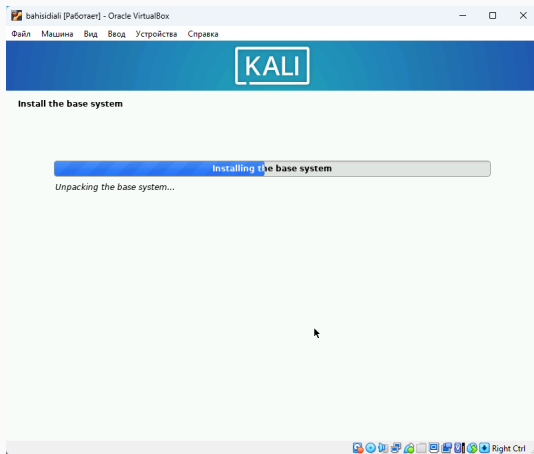 bahisidiali [Работает] - Oracle VirtualBox
Файл Машина Вид Ввод Устройства Справка
KALI
Install the base system
Installing the base system
Unpacking the base system...
Right Ctrl